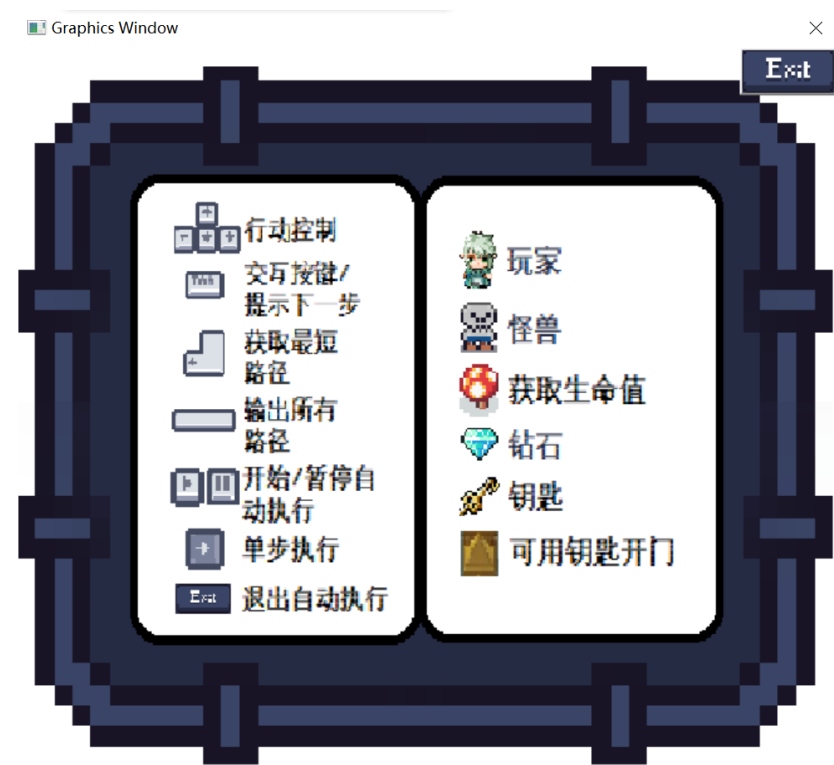 Graphics Window
Exit
行动控制
交互按键/
提示下一步
获取最短
路径
输出所有
路径
开始/暂停自
动执行
单步执行
Exit
退出自动执行
玩家
怪兽
获取生命值
钻石
钥匙
可用钥匙开门